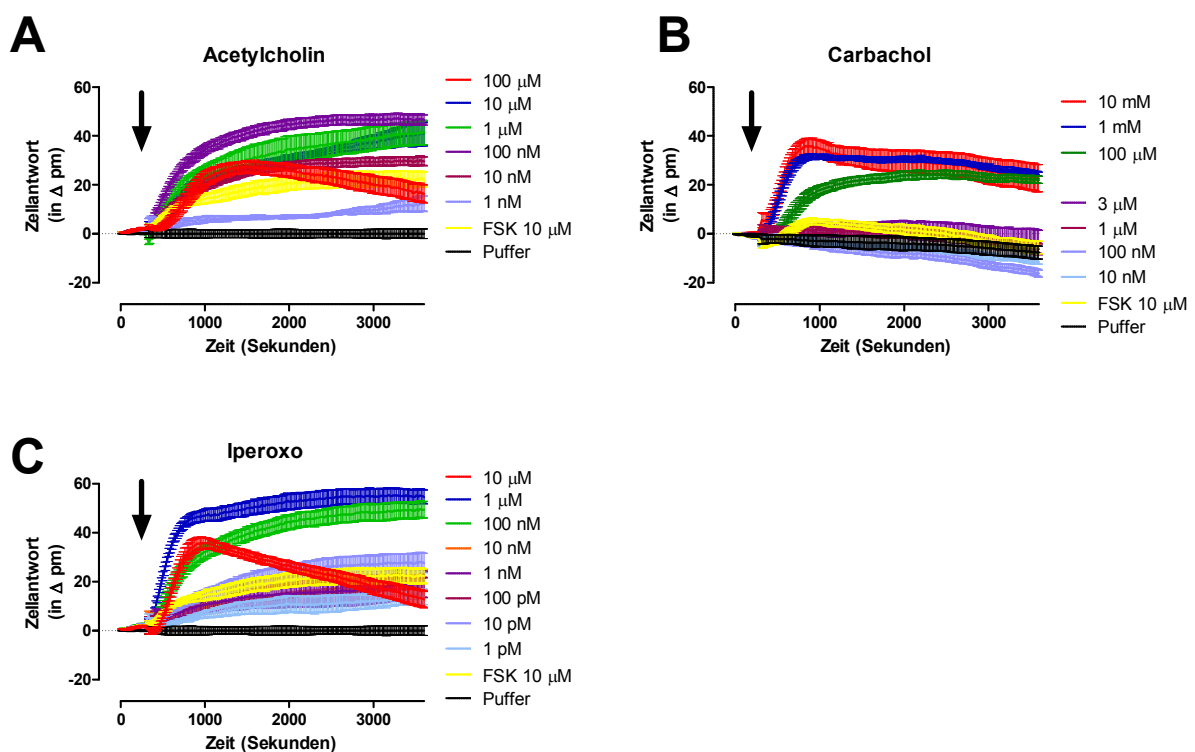 A
Acetylcholin
60
40
20
0
-20
0 1000 2000 3000
Zeit (Sekunden)
Zellantwort
(in Δ pm)
100 μM
10 μM
1 μM
100 nM
10 nM
1 nM
FSK 10 μM
Puffer
B
Carbachol
60
40
20
0
-20
0 1000 2000 3000
Zeit (Sekunden)
Zellantwort
(in Δ pm)
10 mM
1 mM
100 μM
3 μM
1 μM
100 nM
10 nM
FSK 10 μM
Puffer
C
Iperoxo
60
40
20
0
-20
0 1000 2000 3000
Zeit (Sekunden)
Zellantwort
(in Δ pm)
10 μM
1 μM
100 nM
10 nM
1 nM
100 pM
10 pM
1 pM
FSK 10 μM
Puffer